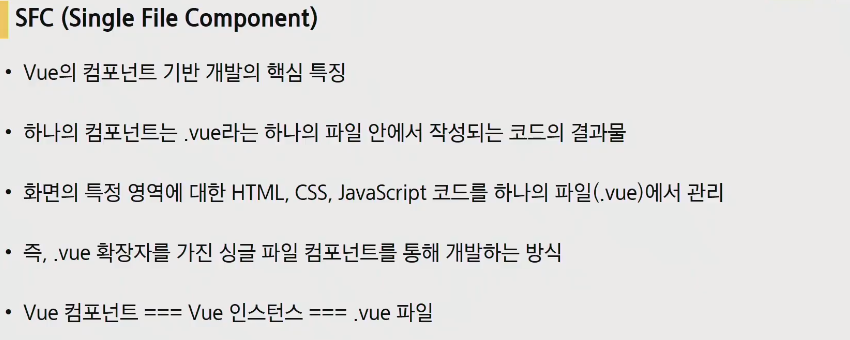 SFC (Single File Component)
• Vue의 컴포넌트 기반 개발의 핵심 특징
• 하나의 컴포넌트는 .vue라는 하나의 파일 안에서 작성되는 코드의 결과물
• 화면의 특정 영역에 대한 HTML, CSS, JavaScript 코드를 하나의 파일(.vue)에서 관리
• 즉, .vue 확장자를 가진 싱글 파일 컴포넌트를 통해 개발하는 방식
• Vue 컴포넌트 === Vue 인스턴스 === .vue 파일